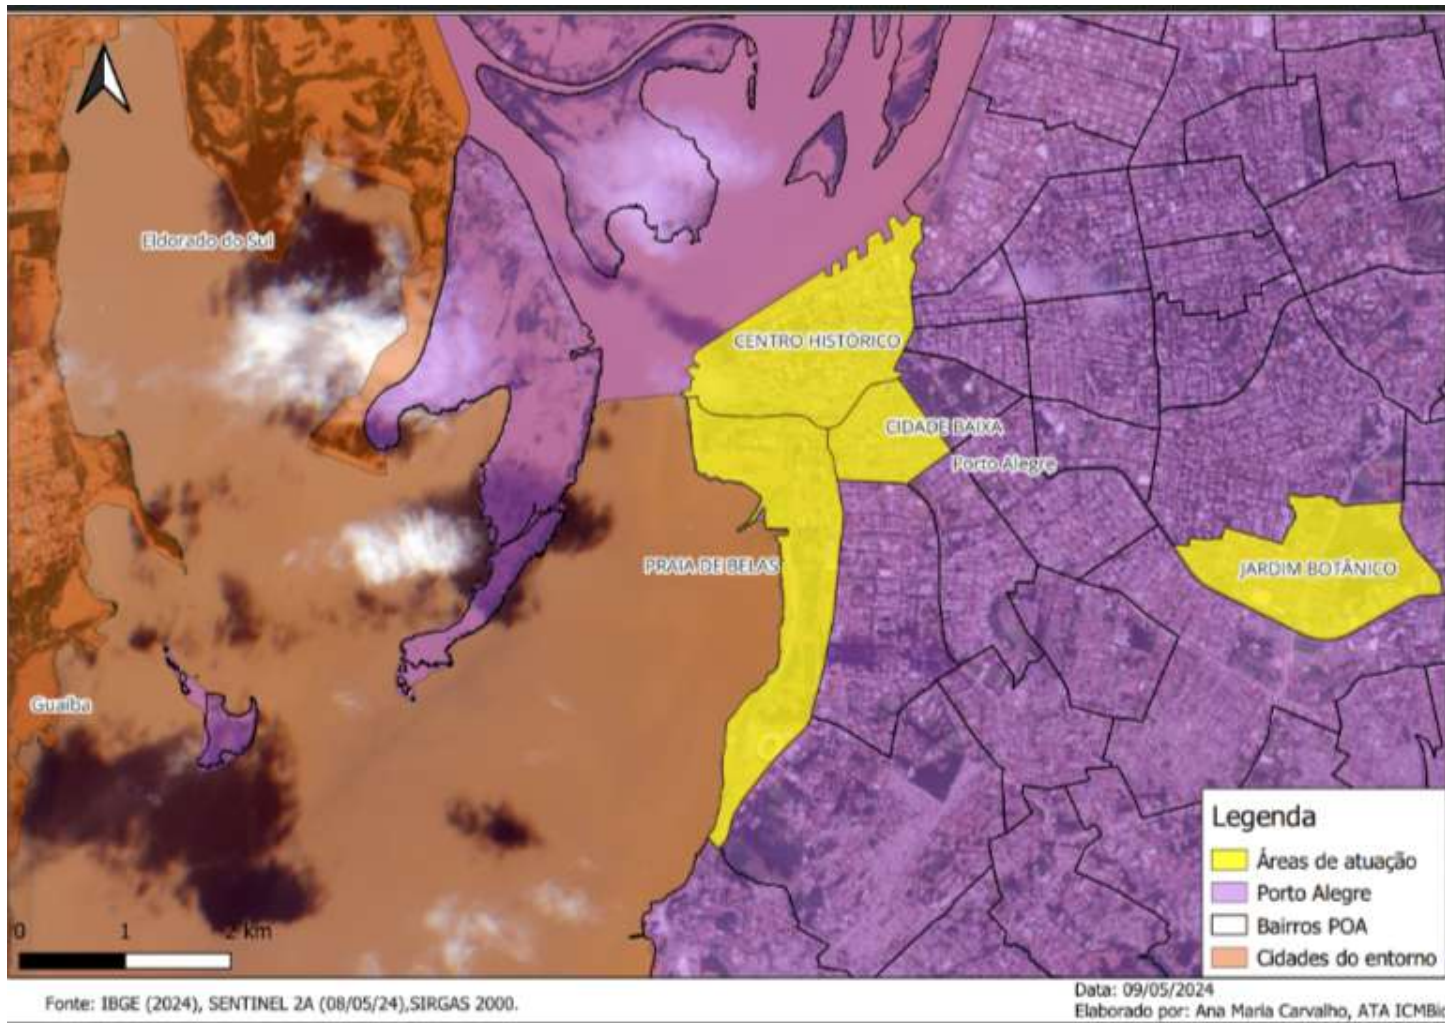 Eldorado do Sul
CENTRO HISTÓRICO
CIDADE BAIXA
Porto Alegre
PRAIA DE BELAS
JARDIM BOTÂNICO
Guaíba
Legenda
Áreas de atuação
Porto Alegre
Bairros POA
Cidades do entorno
0 1 2 km
Fonte: IBGE (2024), SENTINEL 2A (08/05/24),SIRGAS 2000.
Data: 09/05/2024
Elaborado por: Ana Maria Carvalho, ATA ICMBio